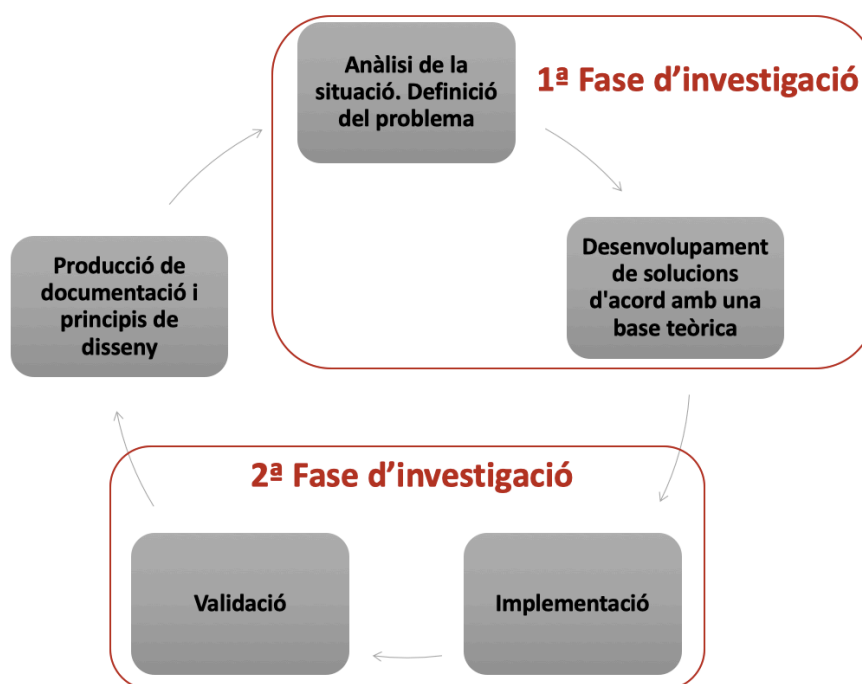 Anàlisi de la
situació. Definició
del problema
1ª Fase d’investigació
Desenvolupament
de solucions
d'acord amb una
base teòrica
Producció de
documentació i
principis de
disseny
2ª Fase d’investigació
Validació
Implementació